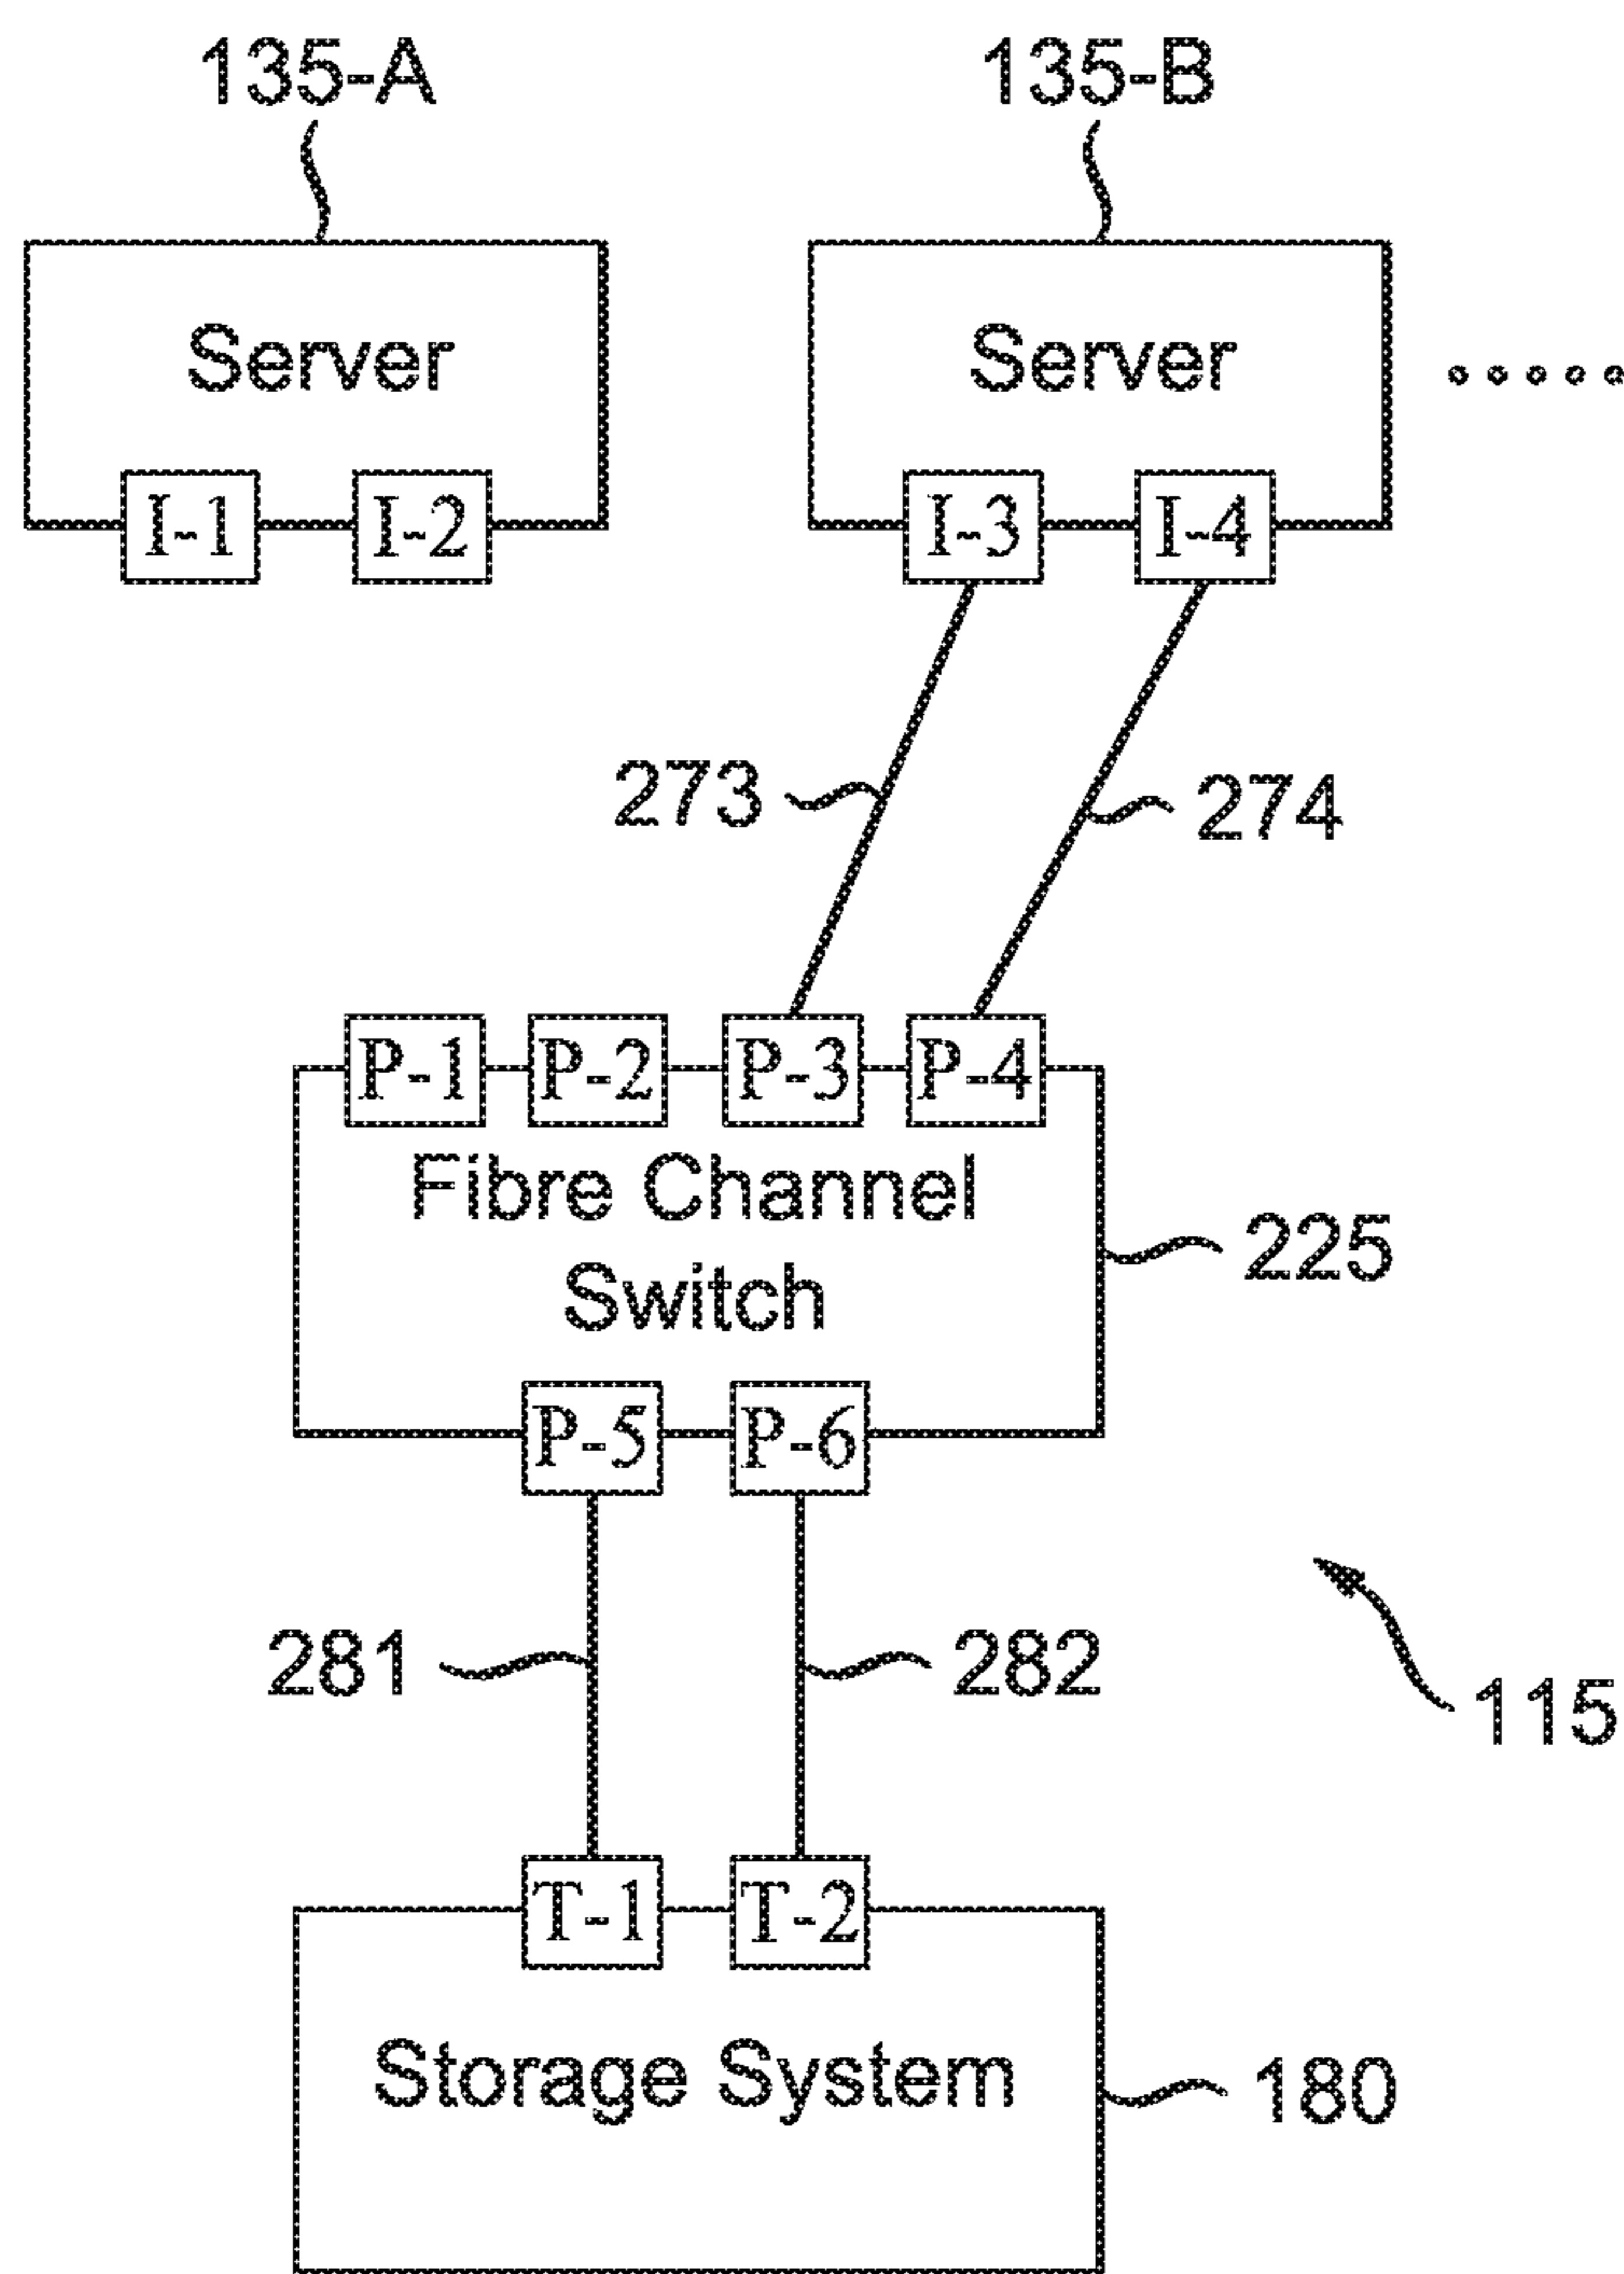 135-A 135-B
Server Server
I-1 I-2 I-3 I-4
273 274
P-1 P-2 P-3 P-4
Fibre Channel
Switch
225
P-5 P-6
281 282
115
T-1 T-2
Storage System
180